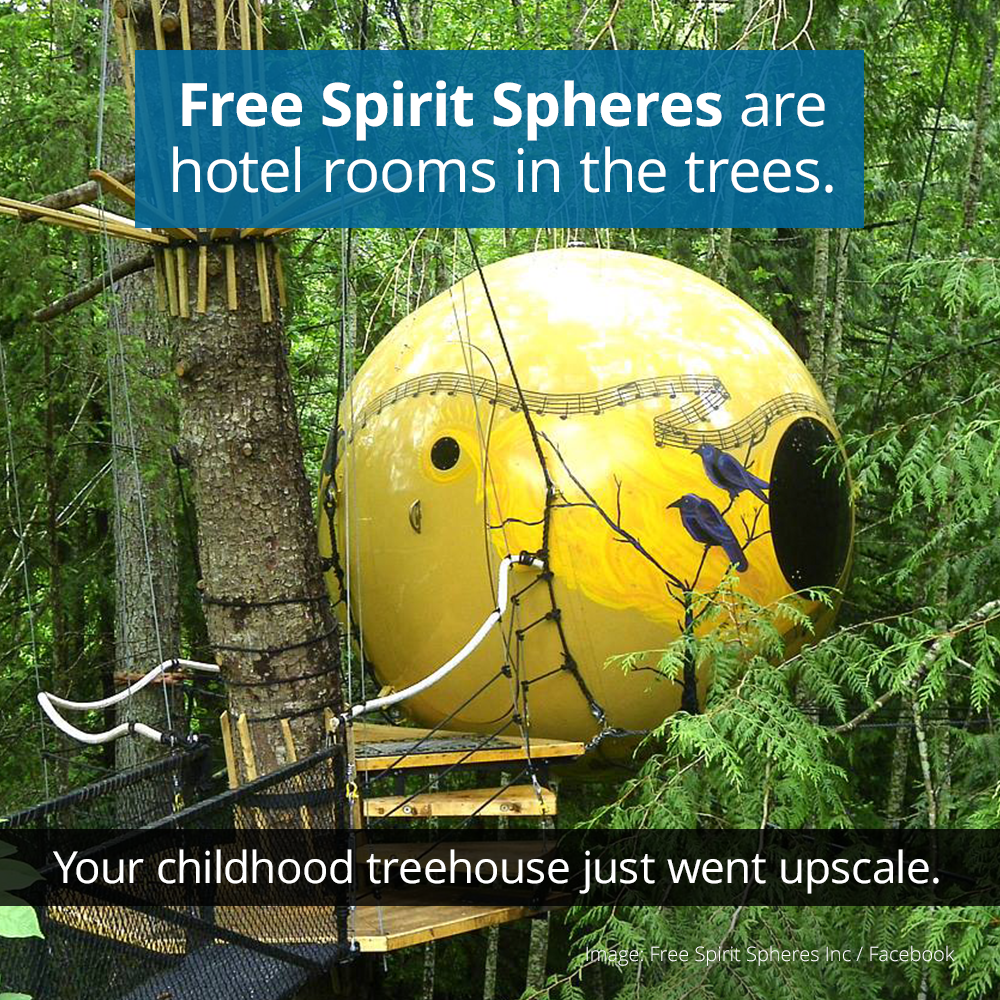 Free Spirit Spheres are
hotel rooms in the trees.
Your childhood treehouse just went upscale.
Image: Free Spirit Spheres Inc / Facebook